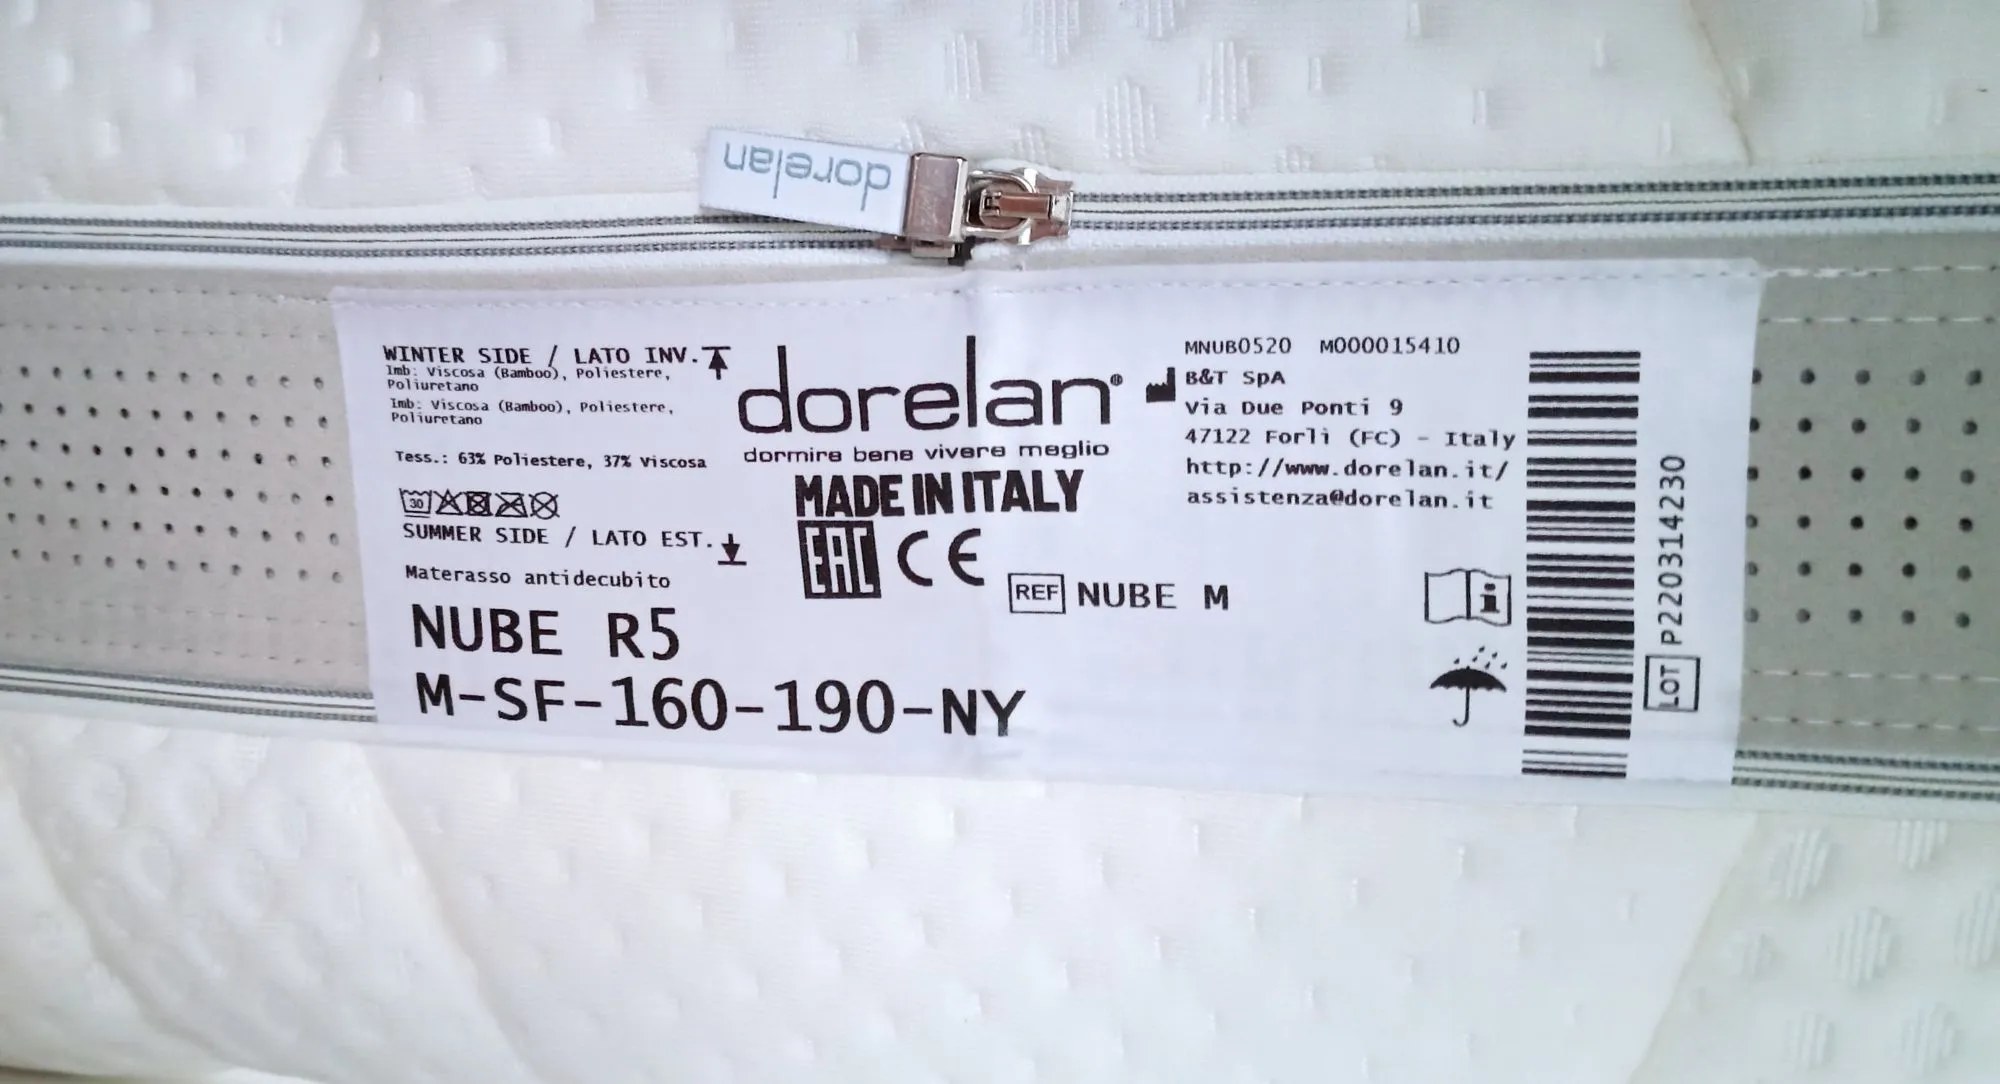 dorelan
WINTER SIDE / LATO INV.
Imb: Viscosa (Bamboo), Poliestere,
Poliuretano
Imb: Viscosa (Bamboo), Poliestere,
Poliuretano
Tess.: 63% Poliestere, 37% Viscosa
30
SUMMER SIDE / LATO EST.
Materasso antidecubito
NUBE R5
M-SF-160-190-NY
dorelan®
dormire bene vivere meglio
MADE IN ITALY
EAC CE
REF NUBE M
MNUB0520 M000015410
B&T SpA
Via Due Ponti 9
47122 Forlì (FC) - Italy
http://www.dorelan.it/
assistenza@dorelan.it
i
LOT P220314230